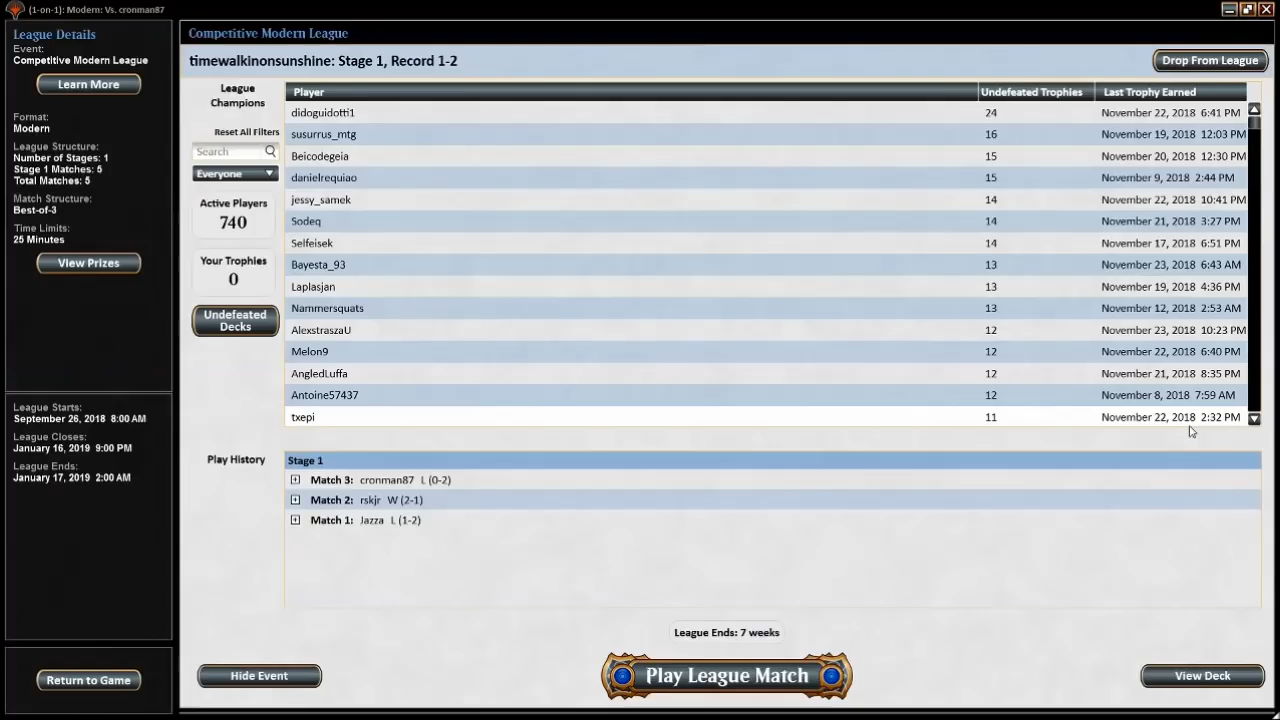 (1-on-1): Modern: Vs. cronman87
League Details
Event:
Competitive Modern League
Learn More
Format:
Modern
League Structure:
Number of Stages: 1
Stage 1 Matches: 5
Total Matches: 5
Match Structure:
Best-of-3
Time Limits:
25 Minutes
View Prizes
League Starts:
September 26, 2018 8:00 AM
League Closes:
January 16, 2019 9:00 PM
League Ends:
January 17, 2019 2:00 AM
Return to Game
Competitive Modern League
timewalkinonsunshine: Stage 1, Record 1-2
Drop From League
League
Champions
Reset All Filters
Search
Everyone
Active Players
740
Your Trophies
0
Undefeated
Decks
Player Undefeated Trophies Last Trophy Earned
didoguidotti1 24 November 22, 2018 6:41 PM
susurrus_mtg 16 November 19, 2018 12:03 PM
Beicodegeia 15 November 20, 2018 12:30 PM
danielrequiao 15 November 9, 2018 2:44 PM
jessy_samek 14 November 22, 2018 10:41 PM
Sodeq 14 November 21, 2018 3:27 PM
Selfeisek 14 November 17, 2018 6:51 PM
Bayesta_93 13 November 23, 2018 6:43 AM
Laplasjan 13 November 19, 2018 4:36 PM
Nammersquats 13 November 12, 2018 2:53 AM
AlexstraszaU 12 November 23, 2018 10:23 PM
Melon9 12 November 22, 2018 6:40 PM
AngledLuffa 12 November 21, 2018 8:35 PM
Antoine57437 12 November 8, 2018 7:59 AM
txepi 11 November 22, 2018 2:32 PM
Play History
Stage 1
Match 3: cronman87 L (0-2)
Match 2: rskjr W (2-1)
Match 1: Jazza L (1-2)
League Ends: 7 weeks
Hide Event
Play League Match
View Deck